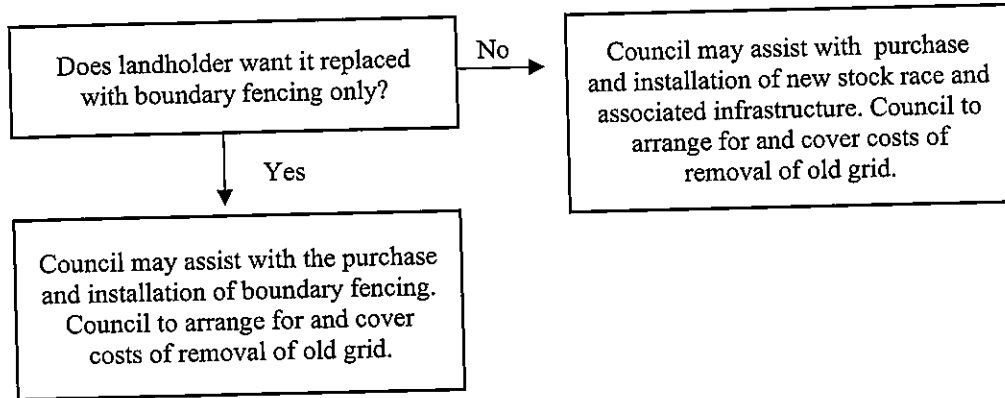 Does landholder want it replaced
with boundary fencing only?
No
Council may assist with purchase
and installation of new stock race and
associated infrastructure. Council to
arrange for and cover costs of
removal of old grid.
Yes
Council may assist with the purchase
and installation of boundary fencing.
Council to arrange for and cover
costs of removal of old grid.